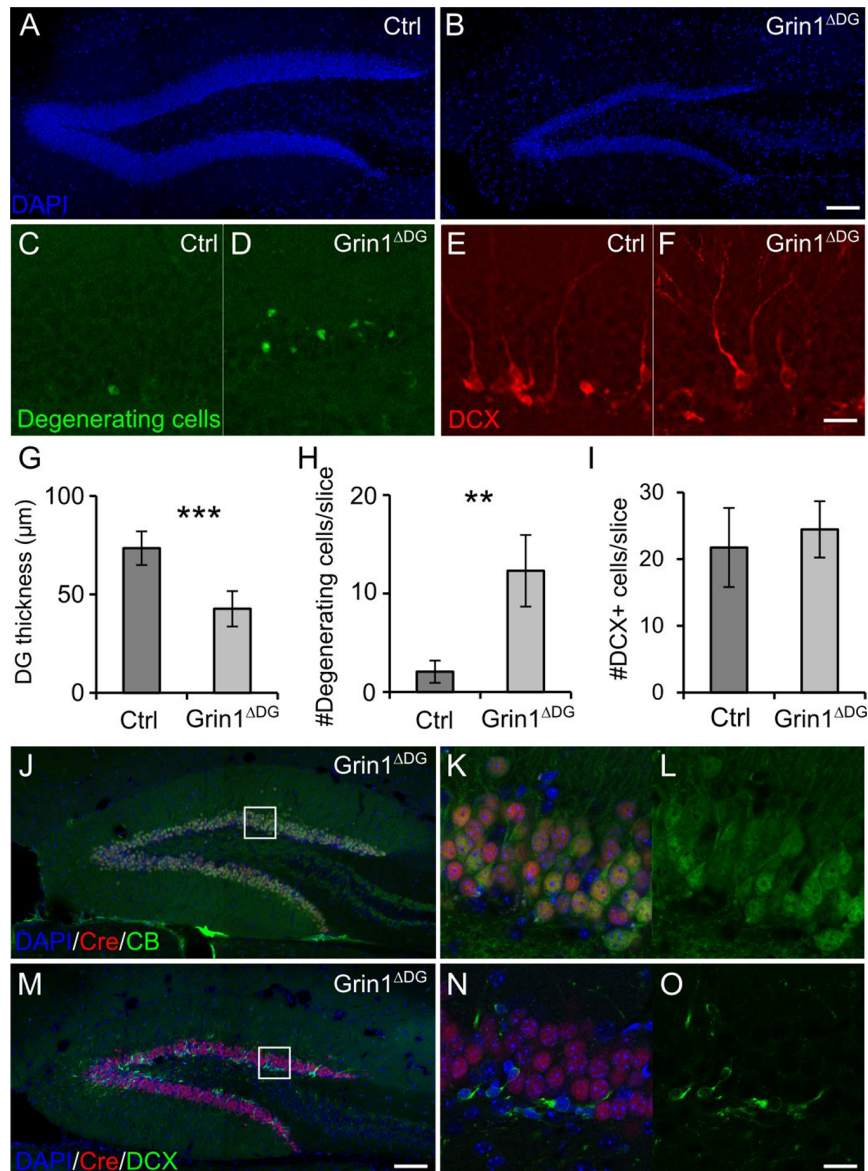 A Ctrl
B Grin1ΔDG
DAPI
C Ctrl
D Grin1ΔDG
E Ctrl
F Grin1ΔDG
Degenerating cells
DCX
G
H
I
DG thickness (µm)
100
50
0
***
Ctrl Grin1ΔDG
#Degenerating cells/slice
20
10
0
**
Ctrl Grin1ΔDG
#DCX+ cells/slice
30
20
10
0
Ctrl Grin1ΔDG
J Grin1ΔDG
K
L
DAPI/Cre/CB
M Grin1ΔDG
N
O
DAPI/Cre/DCX